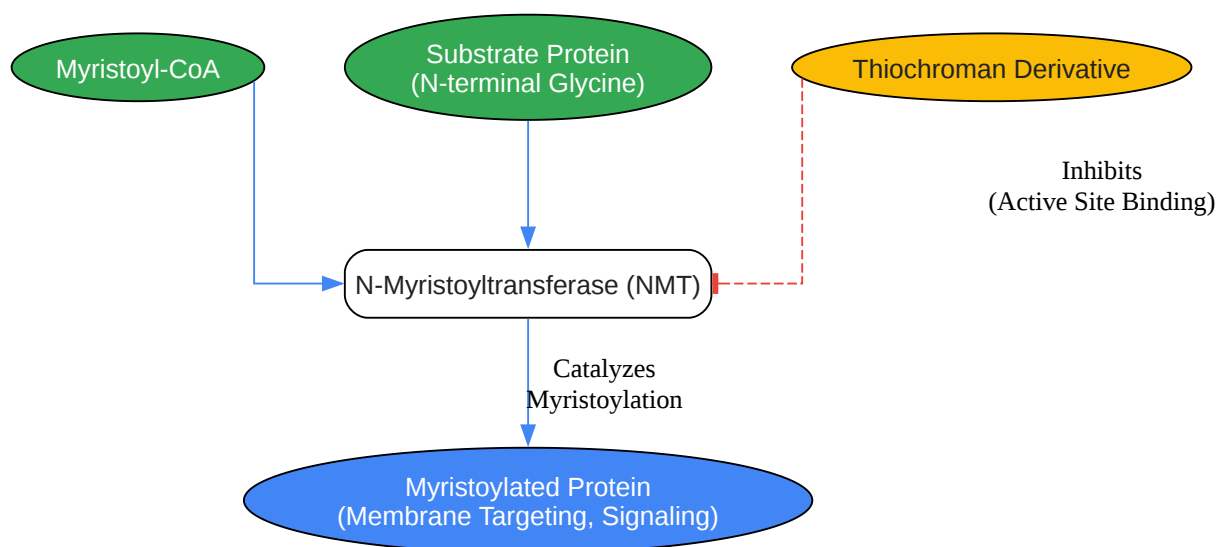 Myristoyl-CoA
Substrate Protein
(N-terminal Glycine)
Thiochroman Derivative
Inhibits
(Active Site Binding)
N-Myristoyltransferase (NMT)
Catalyzes
Myristoylation
Myristoylated Protein
(Membrane Targeting, Signaling)